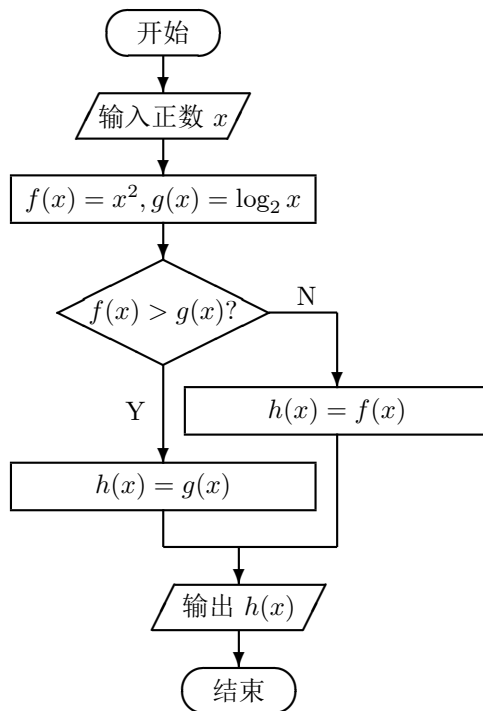 开始
输入正数 x
f(x) = x², g(x) = log₂ x
f(x) > g(x)?
N
Y
h(x) = f(x)
h(x) = g(x)
输出 h(x)
结束